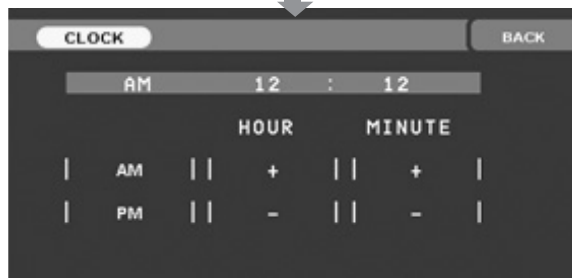 CLOCK BACK
AM 12 : 12
HOUR MINUTE
AM + +
PM - -